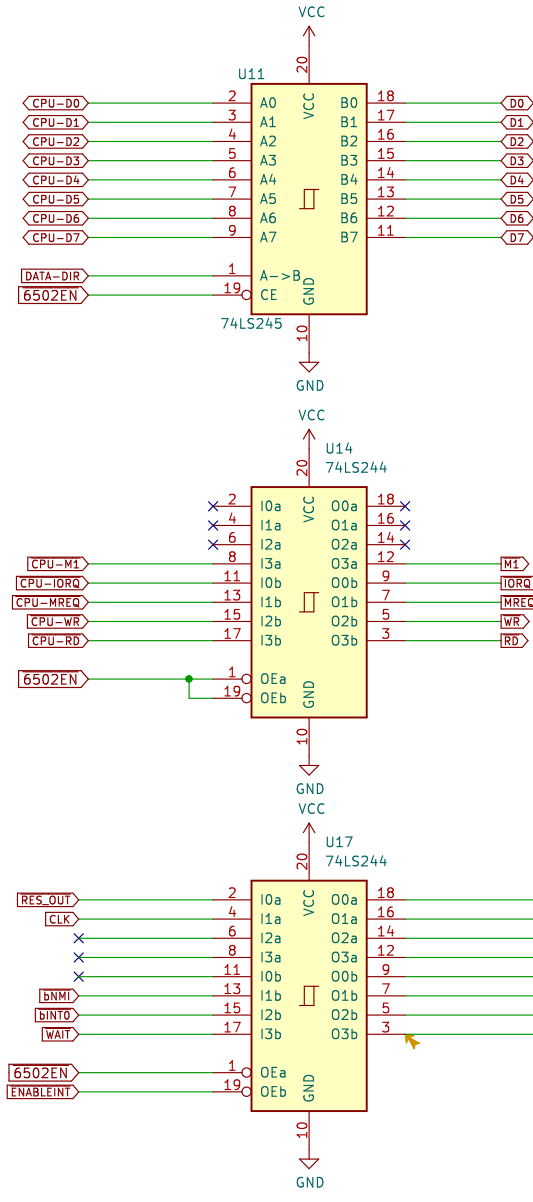 VCC
20
U11
CPU-D0 2 A0 VCC B0 18 D0
CPU-D1 3 A1 B1 17 D1
CPU-D2 4 A2 B2 16 D2
CPU-D3 5 A3 B3 15 D3
CPU-D4 6 A4 B4 14 D4
CPU-D5 7 A5 B5 13 D5
CPU-D6 8 A6 B6 12 D6
CPU-D7 9 A7 B7 11 D7
DATA-DIR 1 A->B
6502EN 19 CE GND
74LS245
10
GND
VCC
20
U14
74LS244
2 I0a VCC O0a 18
4 I1a O1a 16
6 I2a O2a 14
CPU-M1 8 I3a O3a 12 M1
CPU-IORQ 11 I0b O0b 9 IORQ
CPU-MREQ 13 I1b O1b 7 MREQ
CPU-WR 15 I2b O2b 5 WR
CPU-RD 17 I3b O3b 3 RD
6502EN 1 OEa
19 OEb GND
10
GND
VCC
20
U17
74LS244
RES_OUT 2 I0a VCC O0a 18
CLK 4 I1a O1a 16
6 I2a O2a 14
8 I3a O3a 12
11 I0b O0b 9
bNMI 13 I1b O1b 7
bINT0 15 I2b O2b 5
WAIT 17 I3b O3b 3
6502EN 1 OEa
ENABLEINT 19 OEb GND
10
GND